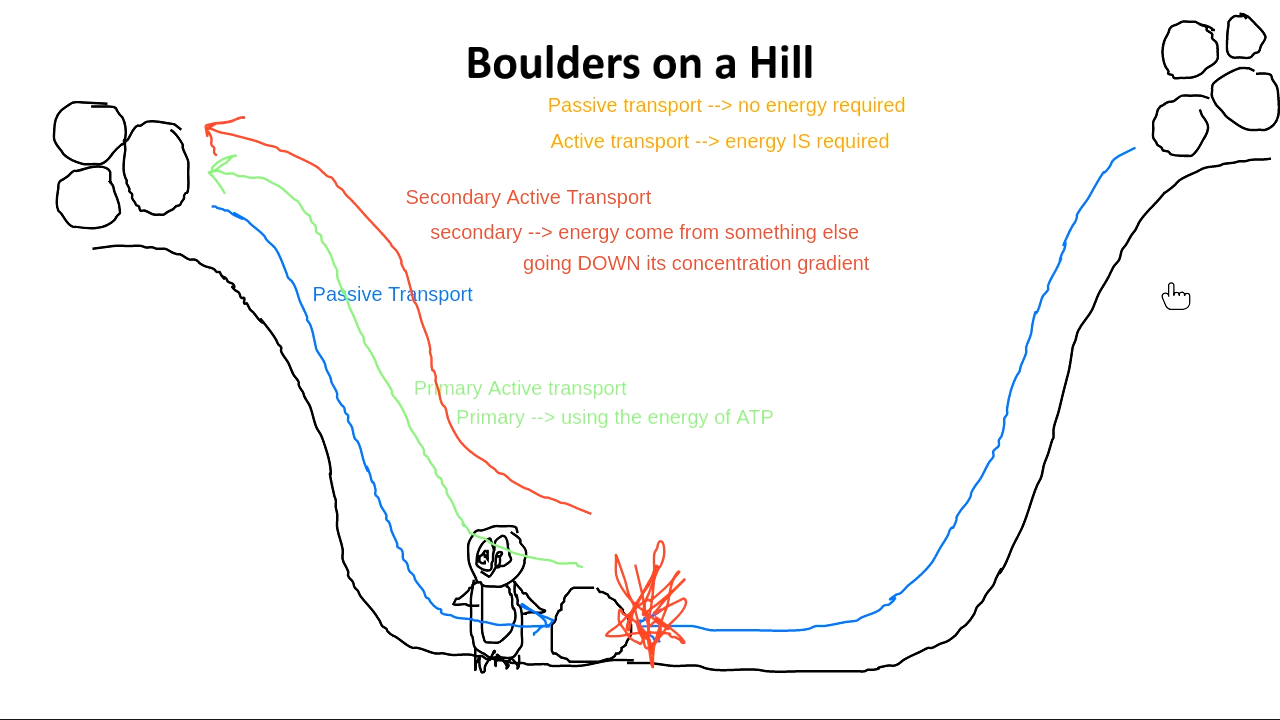 Boulders on a Hill
Passive transport --> no energy required
Active transport --> energy IS required
Secondary Active Transport
secondary --> energy come from something else
going DOWN its concentration gradient
Passive Transport
Primary Active transport
Primary --> using the energy of ATP